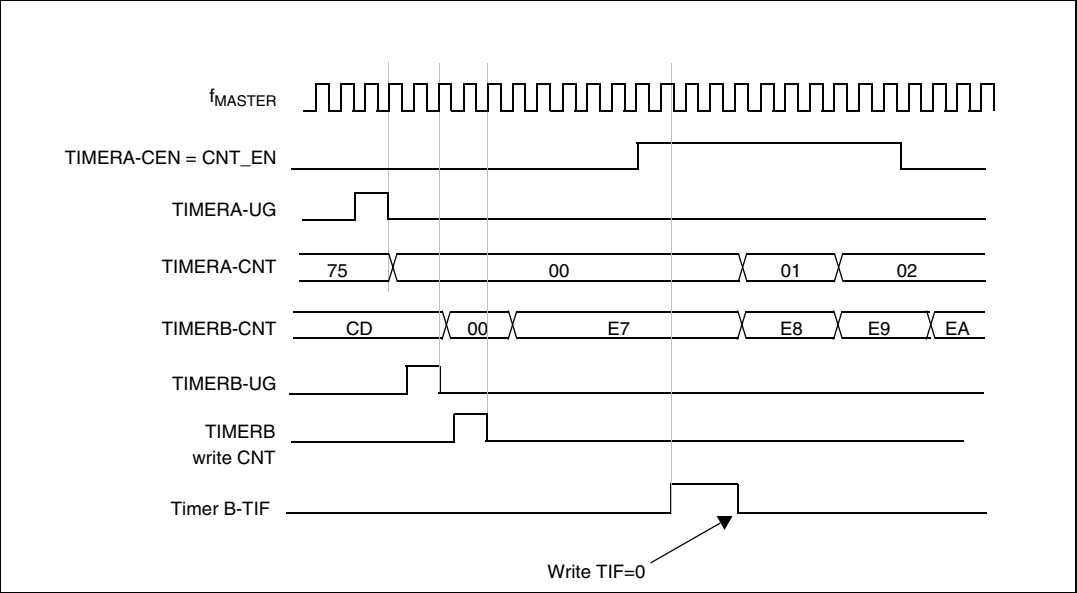 fMASTER
TIMERA-CEN = CNT_EN
TIMERA-UG
TIMERA-CNT 75 00 01 02
TIMERB-CNT CD 00 E7 E8 E9 EA
TIMERB-UG
TIMERB
write CNT
Timer B-TIF
Write TIF=0